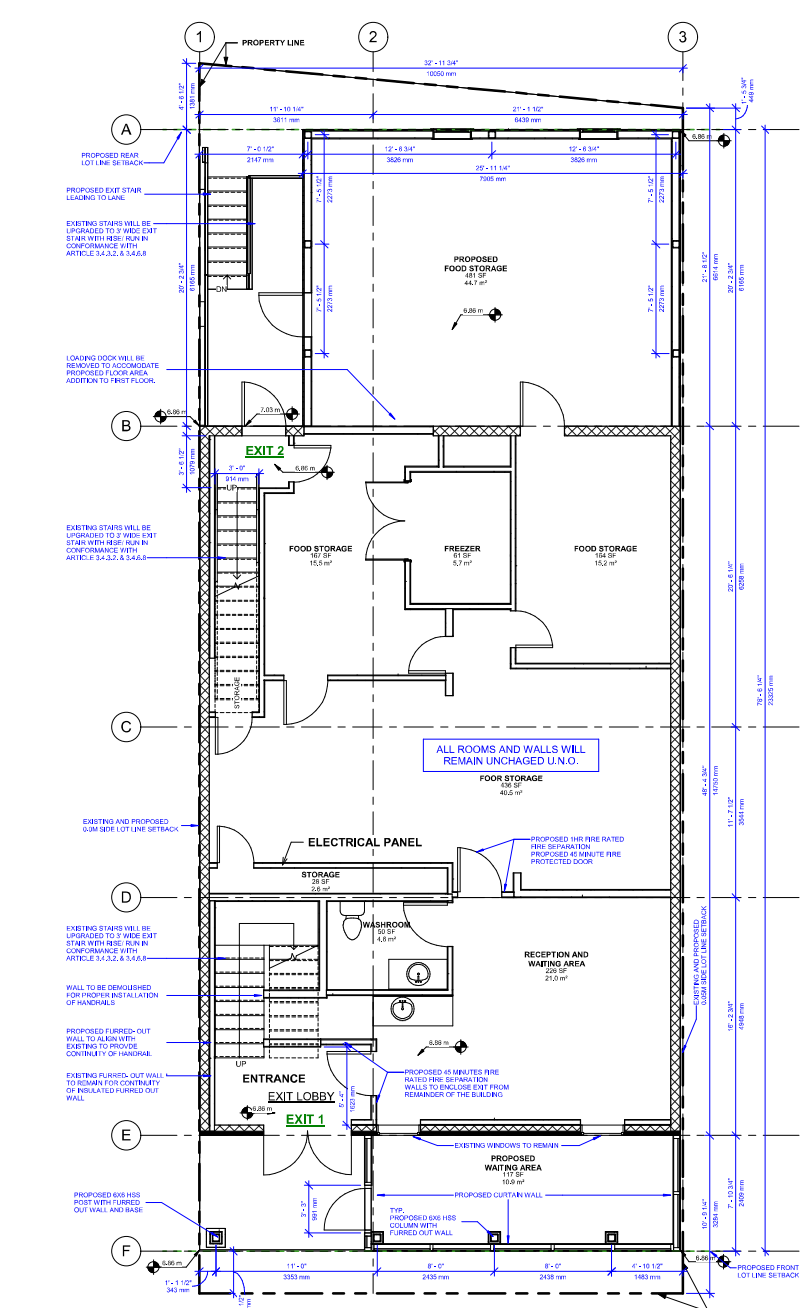 1
2
3
PROPERTY LINE
32' - 11 3/4"
10050 mm
4' - 6 1/2"
1381 mm
1' - 5 3/4"
449 mm
11' - 10 1/4"
3611 mm
21' - 1 1/2"
6439 mm
A
6.86 m
PROPOSED REAR
LOT LINE SETBACK
7' - 0 1/2"
2147 mm
12' - 6 3/4"
3826 mm
12' - 6 3/4"
3826 mm
25' - 11 1/4"
7905 mm
7' - 5 1/2"
2273 mm
7' - 5 1/2"
2273 mm
PROPOSED EXIT STAIR
LEADING TO LANE
EXISTING STAIRS WILL BE
UPGRADED TO 3' WIDE EXIT
STAIR WITH RISE/ RUN IN
CONFORMANCE WITH
ARTICLE 3.4.3.2. & 3.4.6.8
PROPOSED
FOOD STORAGE
481 SF
44.7 m²
20' - 2 3/4"
6165 mm
21' - 8 1/2"
6614 mm
20' - 2 3/4"
6165 mm
DN
7' - 5 1/2"
2273 mm
7' - 5 1/2"
2273 mm
6.86 m
LOADING DOCK WILL BE
REMOVED TO ACCOMODATE
PROPOSED FLOOR AREA
ADDITION TO FIRST FLOOR.
6.86 m
7.03 m
B
EXIT 2
3' - 6 1/2"
1079 mm
3' - 0"
914 mm
6.86 m
UP
EXISTING STAIRS WILL BE
UPGRADED TO 3' WIDE EXIT
STAIR WITH RISE/ RUN IN
CONFORMANCE WITH
ARTICLE 3.4.3.2. & 3.4.6.8
FOOD STORAGE
167 SF
15.5 m²
FREEZER
61 SF
5.7 m²
FOOD STORAGE
164 SF
15.2 m²
20' - 6 1/4"
6258 mm
STORAGE
78' - 6 1/4"
23325 mm
C
ALL ROOMS AND WALLS WILL
REMAIN UNCHAGED U.N.O.
FOOR STORAGE
436 SF
40.5 m²
48' - 4 3/4"
14750 mm
11' - 7 1/2"
3544 mm
EXISTING AND PROPOSED
0.0M SIDE LOT LINE SETBACK
ELECTRICAL PANEL
PROPOSED 1HR FIRE RATED
FIRE SEPARATION
PROPOSED 45 MINUTE FIRE
PROTECTED DOOR
STORAGE
28 SF
2.6 m²
D
EXISTING STAIRS WILL BE
UPGRADED TO 3' WIDE EXIT
STAIR WITH RISE/ RUN IN
CONFORMANCE WITH
ARTICLE 3.4.3.2. & 3.4.6.8
WASHROOM
50 SF
4.6 m²
RECEPTION AND
WAITING AREA
226 SF
21.0 m²
EXISTING AND PROPOSED
0.05M SIDE LOT LINE SETBACK
WALL TO BE DEMOLISHED
FOR PROPER INSTALLATION
OF HANDRAILS
16' - 2 3/4"
4948 mm
PROPOSED FURRED- OUT
WALL TO ALIGN WITH
EXISTING TO PROVDE
CONTINUITY OF HANDRAIL
6.86 m
UP
EXISTING FURRED- OUT WALL
TO REMAIN FOR CONTINUITY
OF INSULATED FURRED OUT
WALL
ENTRANCE
EXIT LOBBY
6.86 m
EXIT 1
5' - 4"
1623 mm
PROPOSED 45 MINUTES FIRE
RATED FIRE SEPARATION
WALLS TO ENCLOSE EXIT FROM
REMAINDER OF THE BUILDING
E
EXISTING WINDOWS TO REMAIN
PROPOSED
WAITING AREA
117 SF
10.9 m²
PROPOSED CURTAIN WALL
PROPOSED 6X6 HSS
POST WITH FURRED
OUT WALL AND BASE
3' - 3"
991 mm
TYP.
PROPOSED 6X6 HSS
COLUMN WITH
FURRED OUT WALL
10' - 9 1/4"
3284 mm
7' - 10 3/4"
2409 mm
F
6.86 m
6.86 m
PROPOSED FRONT
LOT LINE SETBACK
1' - 1 1/2"
343 mm
11' - 0"
3353 mm
8' - 0"
2435 mm
8' - 0"
2438 mm
4' - 10 1/2"
1483 mm